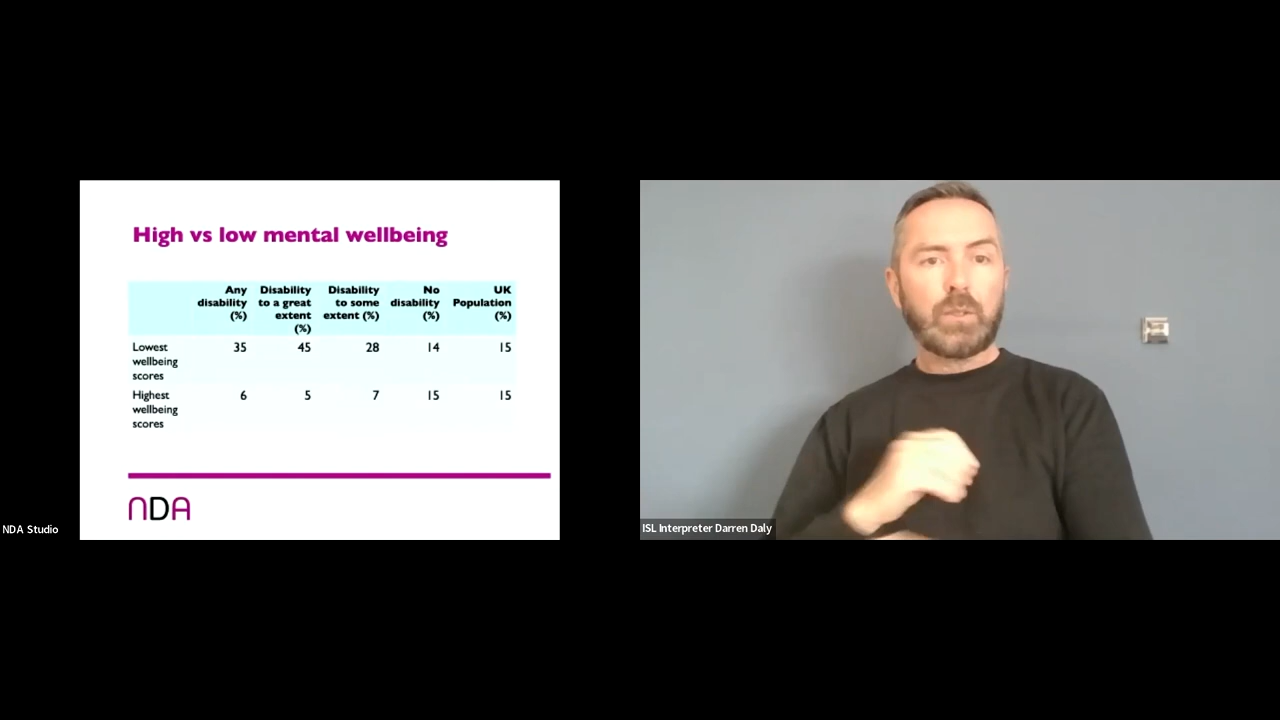 High vs low mental wellbeing
Any disability (%) Disability to a great extent (%) Disability to some extent (%) No disability (%) UK Population (%)
Lowest wellbeing scores 35 45 28 14 15
Highest wellbeing scores 6 5 7 15 15
NDA
NDA Studio
ISL Interpreter Darren Daly